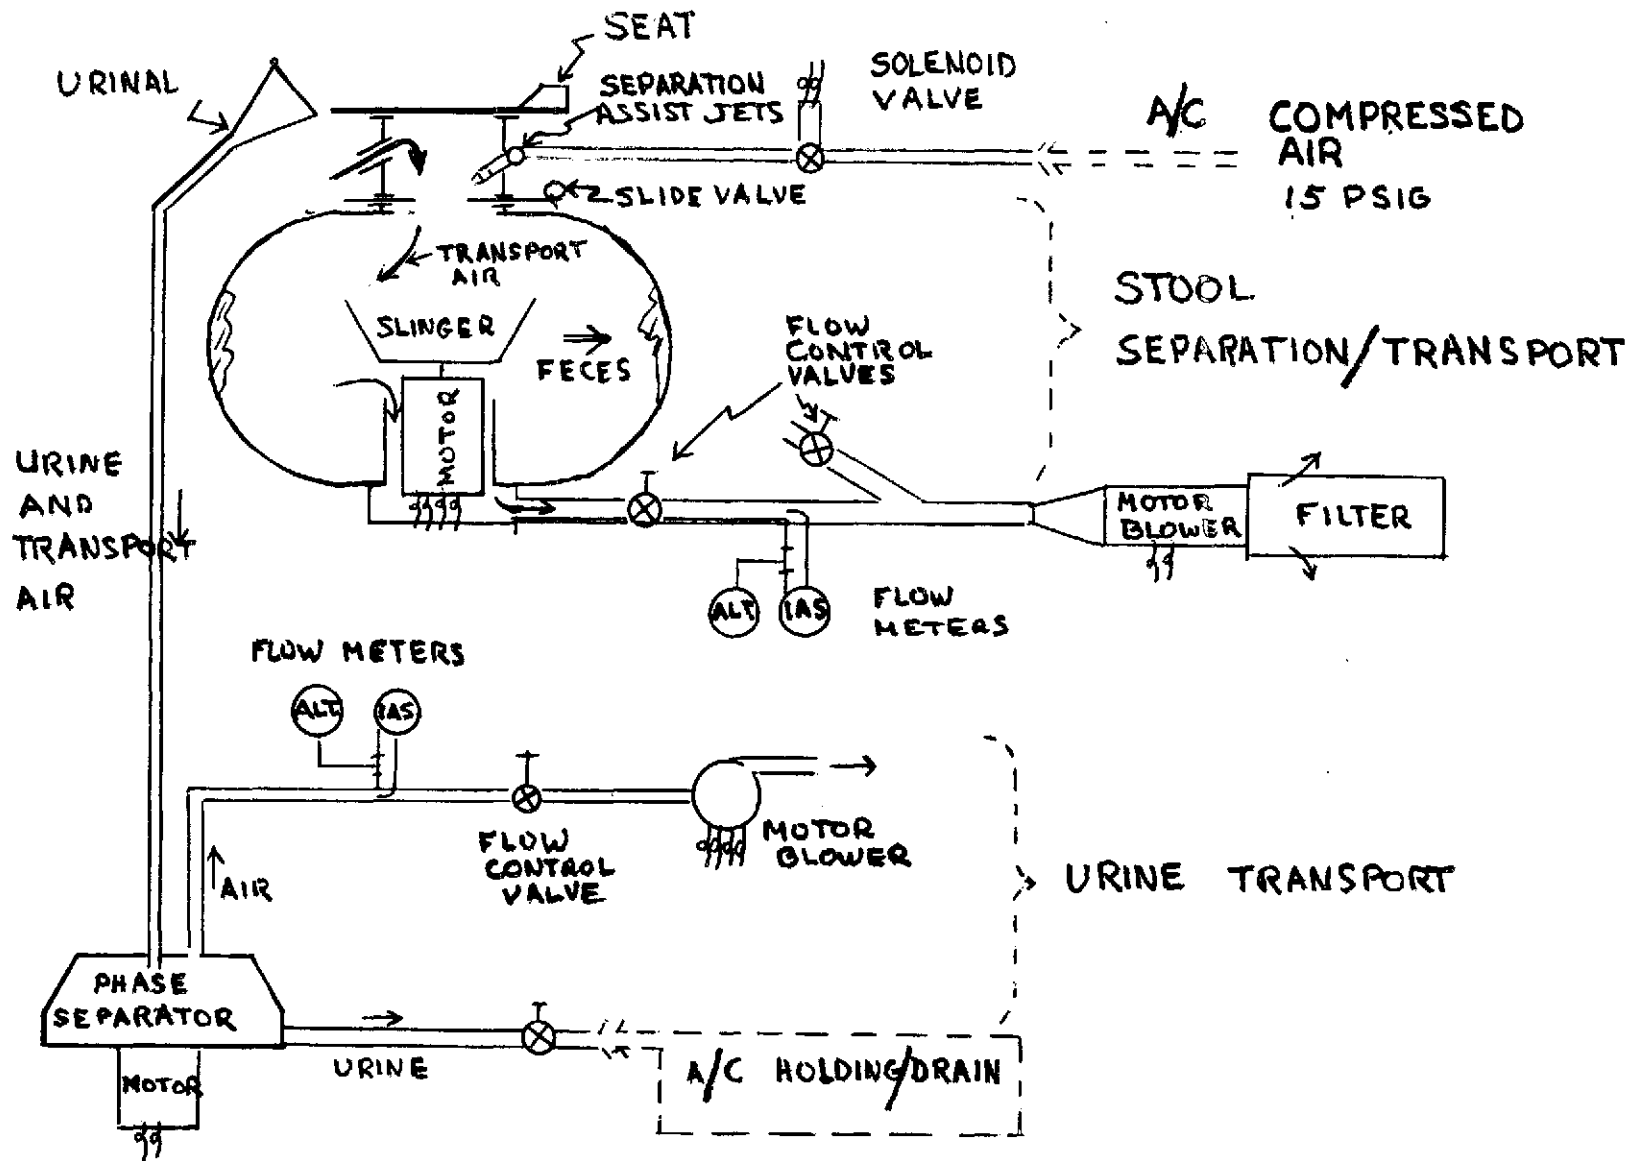 SEAT
URINAL
SEPARATION
ASSIST JETS
SOLENOID
VALVE
A/C COMPRESSED
AIR
15 PSIG
SLIDE VALVE
TRANSPORT
AIR
SLINGER
FECES
MOTOR
FLOW
CONTROL
VALVES
STOOL
SEPARATION/TRANSPORT
URINE
AND
TRANSPORT
AIR
MOTOR
BLOWER
FILTER
ALT
IAS
FLOW
METERS
FLOW METERS
ALT
IAS
FLOW
CONTROL
VALVE
MOTOR
BLOWER
AIR
URINE TRANSPORT
PHASE
SEPARATOR
MOTOR
URINE
A/C HOLDING/DRAIN